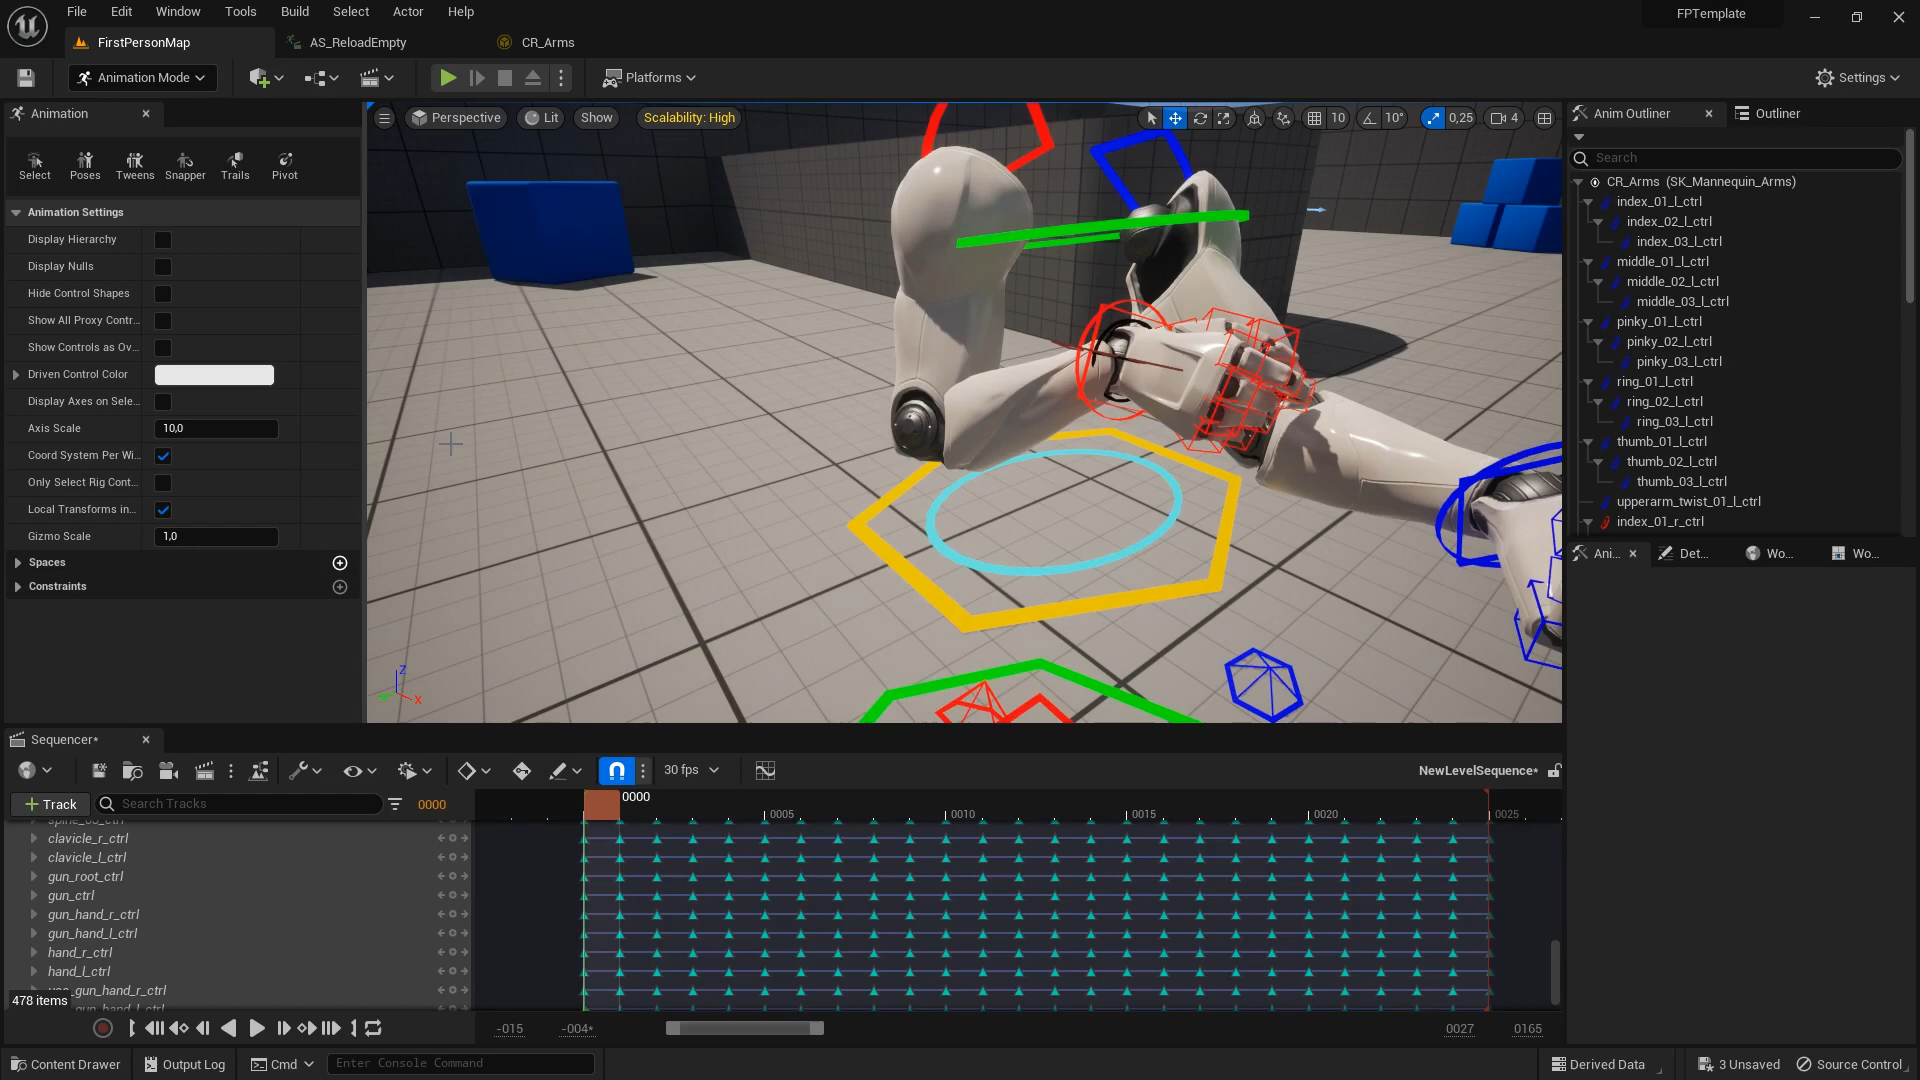 File Edit Window Tools Build Select Actor Help
FPTemplate
FirstPersonMap
AS_ReloadEmpty
CR_Arms
Animation Mode
Platforms
Settings
Animation
Select Poses Tweens Snapper Trails Pivot
Animation Settings
Display Hierarchy
Display Nulls
Hide Control Shapes
Show All Proxy Contr...
Show Controls as Ov...
Driven Control Color
Display Axes on Sele...
Axis Scale 10,0
Coord System Per Wi...
Only Select Rig Cont...
Local Transforms in...
Gizmo Scale 1,0
Spaces
Constraints
Perspective Lit Show Scalability: High
10 10° 0,25 4
Z
X
Anim Outliner
Outliner
Search
CR_Arms (SK_Mannequin_Arms)
index_01_l_ctrl
index_02_l_ctrl
index_03_l_ctrl
middle_01_l_ctrl
middle_02_l_ctrl
middle_03_l_ctrl
pinky_01_l_ctrl
pinky_02_l_ctrl
pinky_03_l_ctrl
ring_01_l_ctrl
ring_02_l_ctrl
ring_03_l_ctrl
thumb_01_l_ctrl
thumb_02_l_ctrl
thumb_03_l_ctrl
upperarm_twist_01_l_ctrl
index_01_r_ctrl
Ani... Det... Wo... Wo...
Sequencer*
30 fps
NewLevelSequence*
Track
Search Tracks
0000
0000
0005 0010 0015 0020 0025
spine_03_ctrl
clavicle_r_ctrl
clavicle_l_ctrl
gun_root_ctrl
gun_ctrl
gun_hand_r_ctrl
gun_hand_l_ctrl
hand_r_ctrl
hand_l_ctrl
gun_hand_r_ctrl
gun_hand_l_ctrl
478 items
-015 -004* 0027 0165
Content Drawer
Output Log
Cmd
Enter Console Command
Derived Data
3 Unsaved
Source Control